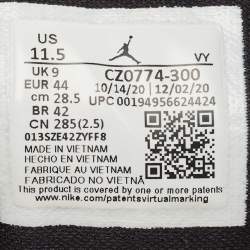 US
11.5
VY
UK 9
EUR 44
cm 28.5
BR 42
CN 285(2.5)
CZ0774-300
10/14/20 12/02/20
UPC 00194956624424
013SZE42ZYFF8
MADE IN VIETNAM
HECHO EN VIETNAM
FABRIQUE AU VIETNAM
FABRICADO NO VIETNÃ
This product is covered by one or more patents
www.nike.com/patentsvirtualmarking